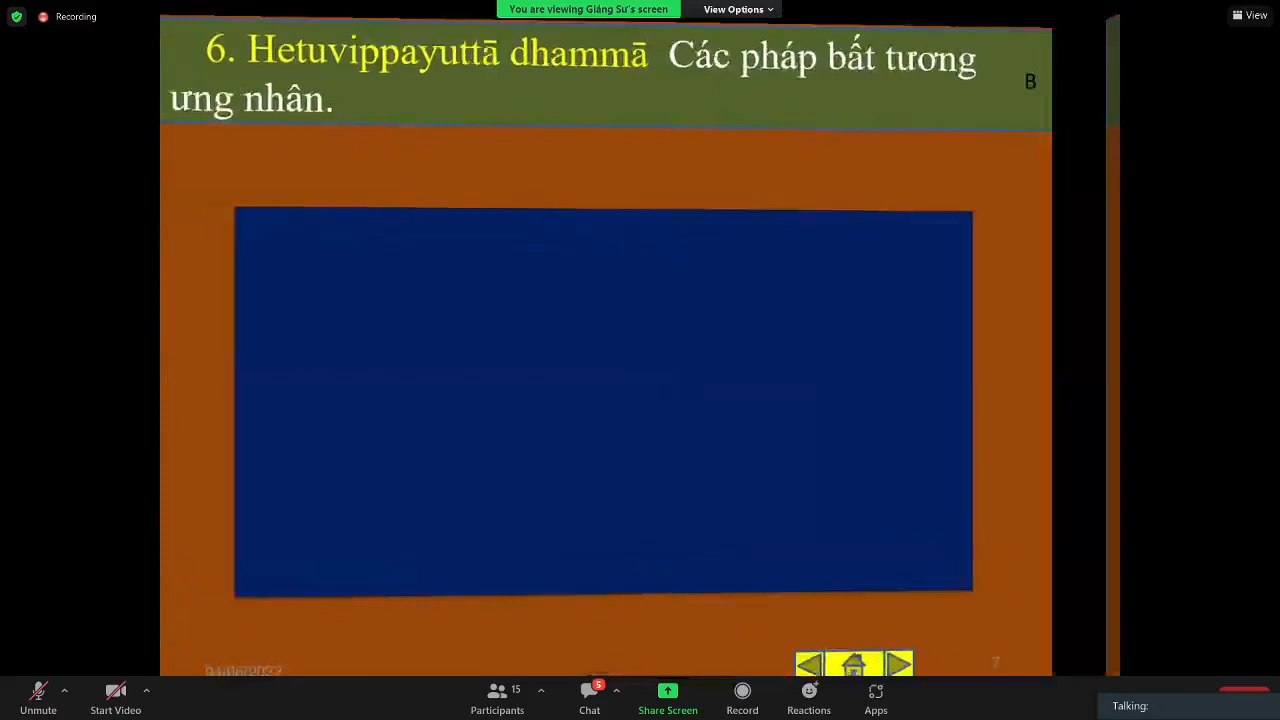 You are viewing Giảng Sư's screen
View Options
Recording
View
6. Hetuvippayuttā dhammā Các pháp bất tương
ưng nhân.
B
7
Unmute
Start Video
15
Participants
5
Chat
Share Screen
Record
Reactions
Apps
Talking: